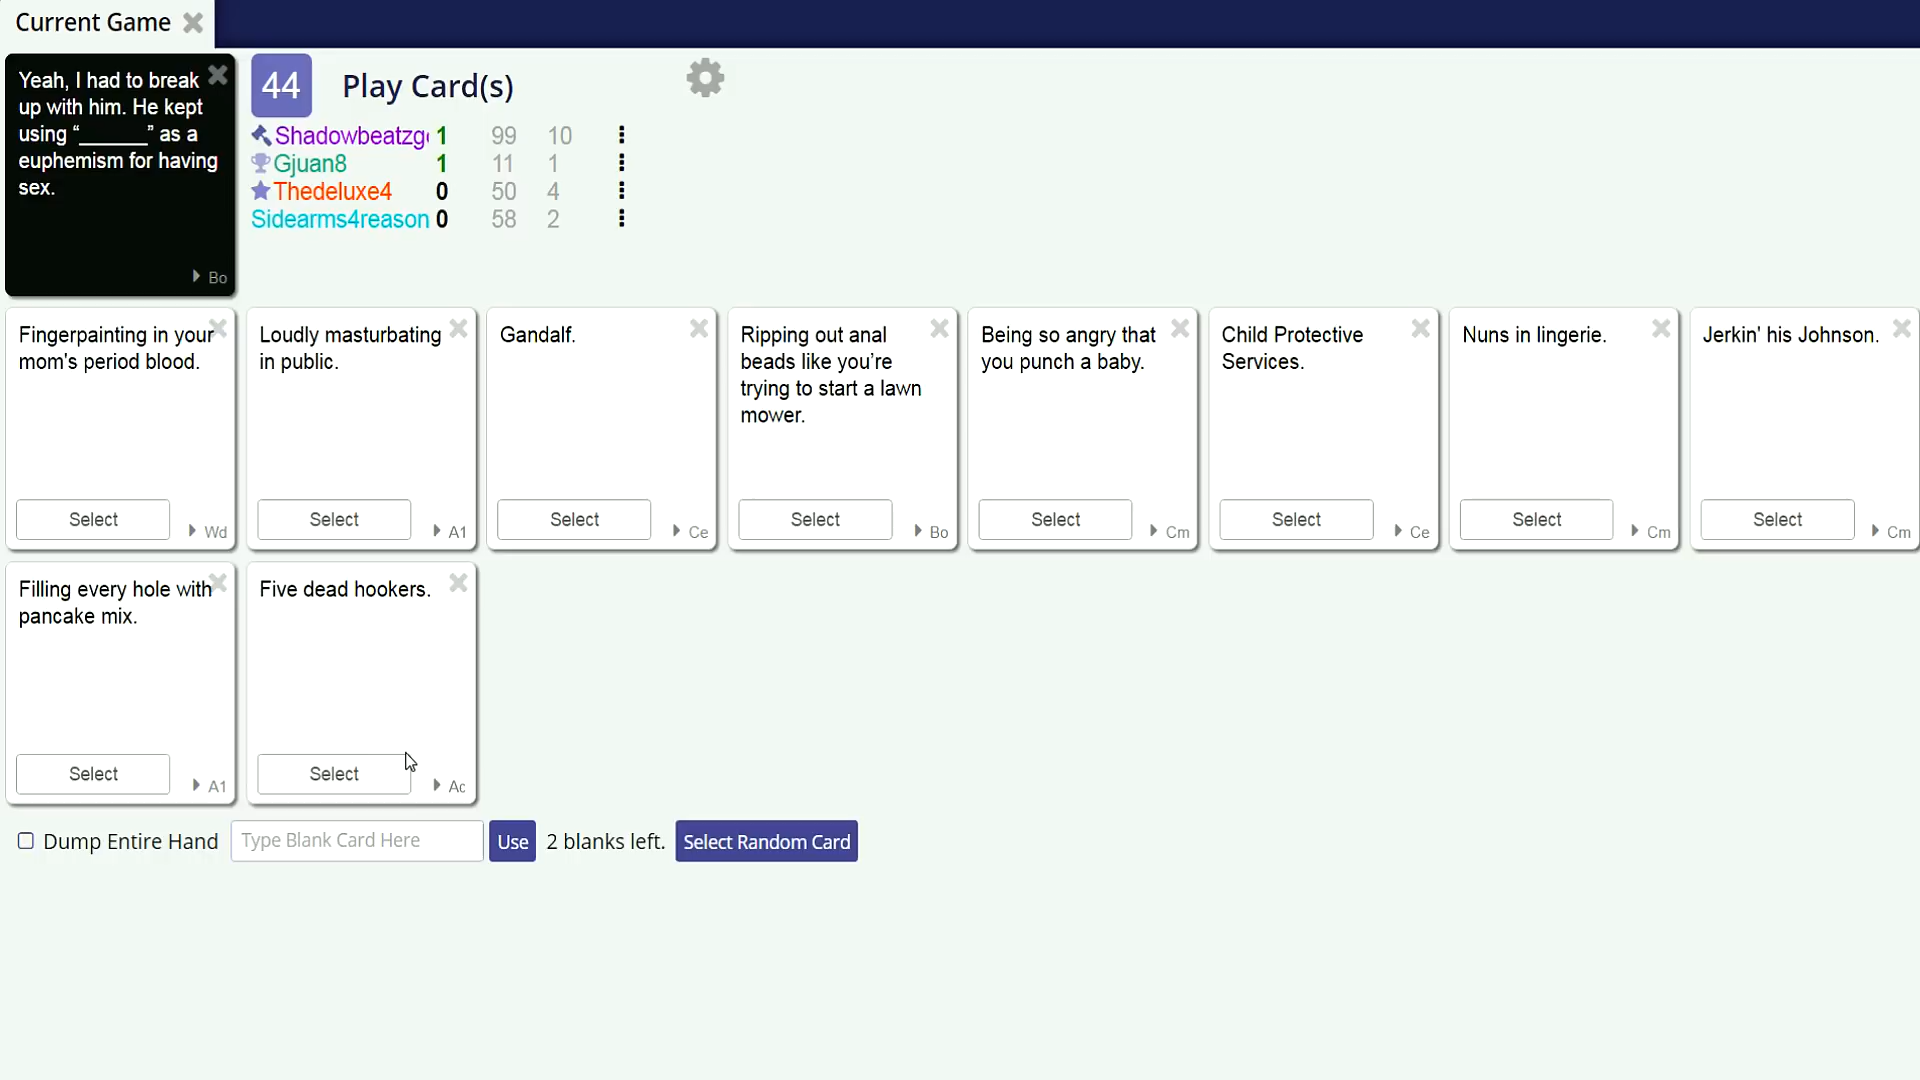 Current Game
Yeah, I had to break
up with him. He kept
using “______” as a
euphemism for having
sex.
Bo
44 Play Card(s)
Shadowbeatzg 1 99 10
Gjuan8 1 11 1
Thedeluxe4 0 50 4
Sidearms4reason 0 58 2
Fingerpainting in your
mom's period blood.
Select
Wd
Loudly masturbating
in public.
Select
A1
Gandalf.
Select
Ce
Ripping out anal
beads like you’re
trying to start a lawn
mower.
Select
Bo
Being so angry that
you punch a baby.
Select
Cm
Child Protective
Services.
Select
Ce
Nuns in lingerie.
Select
Cm
Jerkin' his Johnson.
Select
Cm
Filling every hole with
pancake mix.
Select
A1
Five dead hookers.
Select
Ac
Dump Entire Hand
Type Blank Card Here
Use
2 blanks left.
Select Random Card